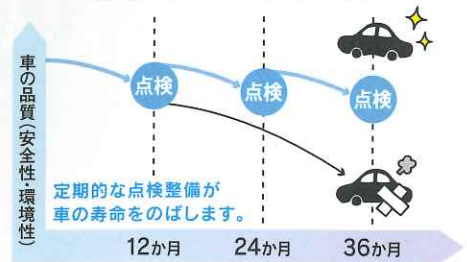 車の品質(安全性・環境性)
点検
点検
点検
定期的な点検整備が
車の寿命をのばします。
12か月
24か月
36か月